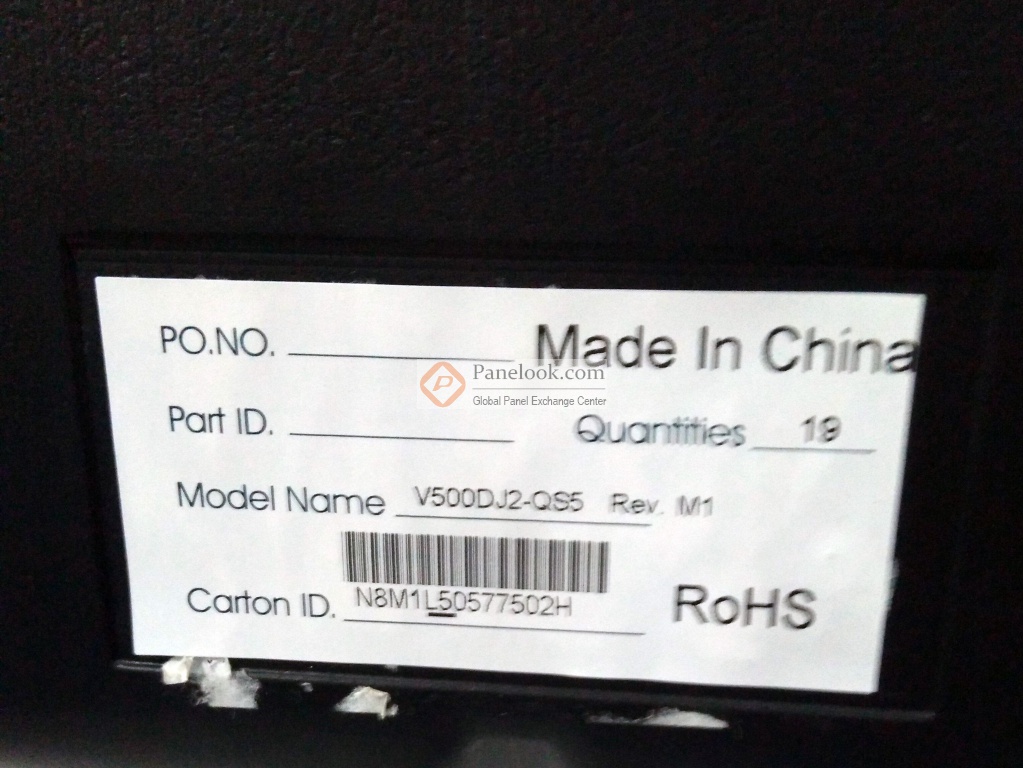 PO.NO. Made In China
Panelook.com
Global Panel Exchange Center
Part ID. Quantities 19
Model Name V500DJ2-QS5 Rev. M1
Carton ID. N8M1L50577502H
RoHS